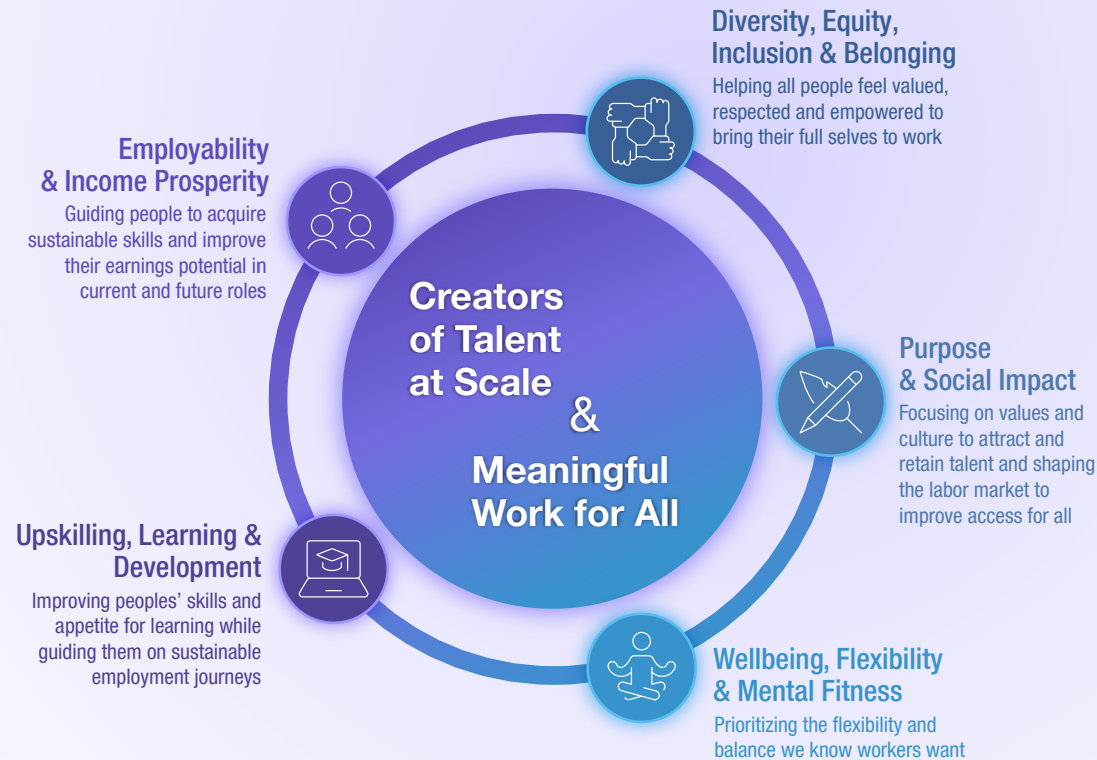 Diversity, Equity,
Inclusion & Belonging
Helping all people feel valued,
respected and empowered to
bring their full selves to work
Employability
& Income Prosperity
Guiding people to acquire
sustainable skills and improve
their earnings potential in
current and future roles
Creators
of Talent
at Scale
&
Meaningful
Work for All
Purpose
& Social Impact
Focusing on values and
culture to attract and
retain talent and shaping
the labor market to
improve access for all
Upskilling, Learning &
Development
Improving peoples’ skills and
appetite for learning while
guiding them on sustainable
employment journeys
Wellbeing, Flexibility
& Mental Fitness
Prioritizing the flexibility and
balance we know workers want